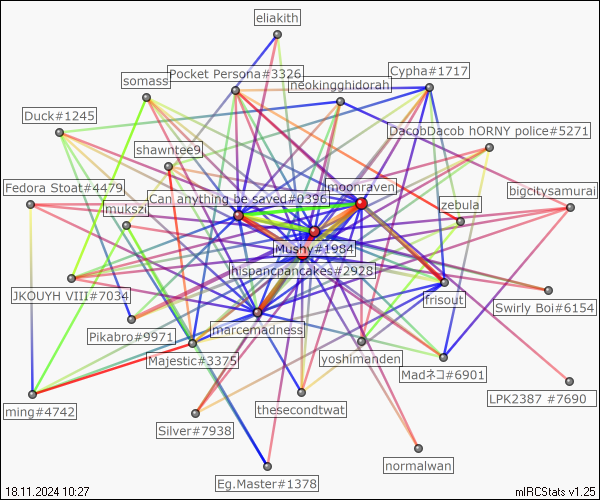 eliakith
Pocket Persona#3326
Cypha#1717
somass
neokingghidorah
Duck#1245
DacobDacob hORNY police#5271
shawntee9
Fedora Stoat#4479
moonraven
bigcitysamurai
Can anything be saved#0396
zebula
mukszi
Mushy#1984
hispancpancakes#2928
JKOUYH VIII#7034
frisout
Swirly Boi#6154
Pikabro#9971
marcemadness
Majestic#3375
yoshimanden
Madネコ#6901
LPK2387 #7690
ming#4742
thesecondtwat
Silver#7938
normalwan
Eg.Master#1378
18.11.2024 10:27
mIRCStats v1.25